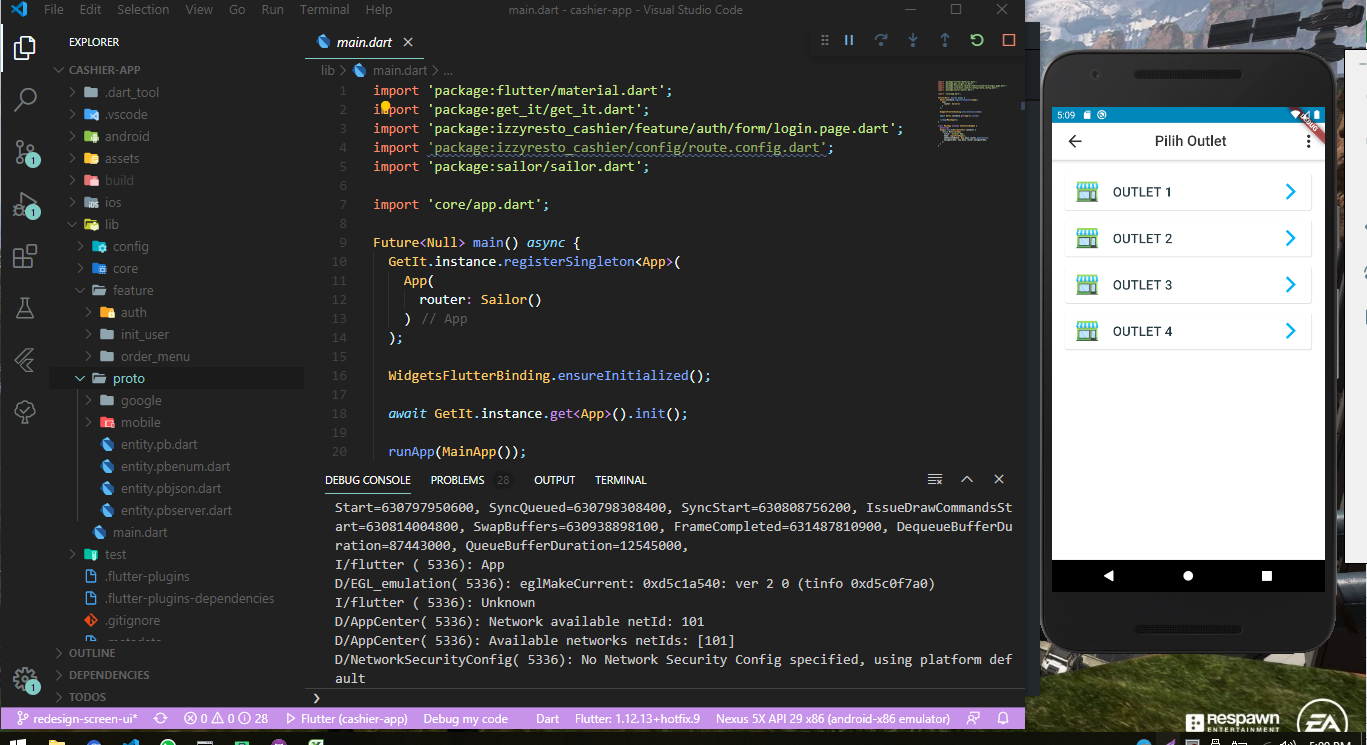 File Edit Selection View Go Run Terminal Help
main.dart - cashier-app - Visual Studio Code
EXPLORER
CASHIER-APP
.dart_tool
.vscode
android
assets
build
ios
lib
config
core
feature
auth
init_user
order_menu
proto
google
mobile
entity.pb.dart
entity.pbenum.dart
entity.pbjson.dart
entity.pbserver.dart
main.dart
test
.flutter-plugins
.flutter-plugins-dependencies
.gitignore
.metadata
OUTLINE
DEPENDENCIES
TODOS
1
1
1
main.dart
lib > main.dart > ...
1 import 'package:flutter/material.dart';
2 import 'package:get_it/get_it.dart';
3 import 'package:izzyresto_cashier/feature/auth/form/login.page.dart';
4 import 'package:izzyresto_cashier/config/route.config.dart';
5 import 'package:sailor/sailor.dart';
6
7 import 'core/app.dart';
8
9 Future<Null> main() async {
10 GetIt.instance.registerSingleton<App>(
11 App(
12 router: Sailor()
13 ) // App
14 );
15
16 WidgetsFlutterBinding.ensureInitialized();
17
18 await GetIt.instance.get<App>().init();
19
20 runApp(MainApp());
DEBUG CONSOLE PROBLEMS 28 OUTPUT TERMINAL
Start=630797950600, SyncQueued=630798308400, SyncStart=630808756200, IssueDrawCommandsSt
art=630814004800, SwapBuffers=630938898100, FrameCompleted=631487810900, DequeueBufferDu
ration=87443000, QueueBufferDuration=12545000,
I/flutter ( 5336): App
D/EGL_emulation( 5336): eglMakeCurrent: 0xd5c1a540: ver 2 0 (tinfo 0xd5c0f7a0)
I/flutter ( 5336): Unknown
D/AppCenter( 5336): Network available netId: 101
D/AppCenter( 5336): Available networks netIds: [101]
D/NetworkSecurityConfig( 5336): No Network Security Config specified, using platform def
ault
redesign-screen-ui* 0 0 28 Flutter (cashier-app) Debug my code Dart Flutter: 1.12.13+hotfix.9 Nexus 5X API 29 x86 (android-x86 emulator)
5:09
DEBUG
Pilih Outlet
OUTLET 1
OUTLET 2
OUTLET 3
OUTLET 4
RESPAWN
ENTERTAINMENT
EA